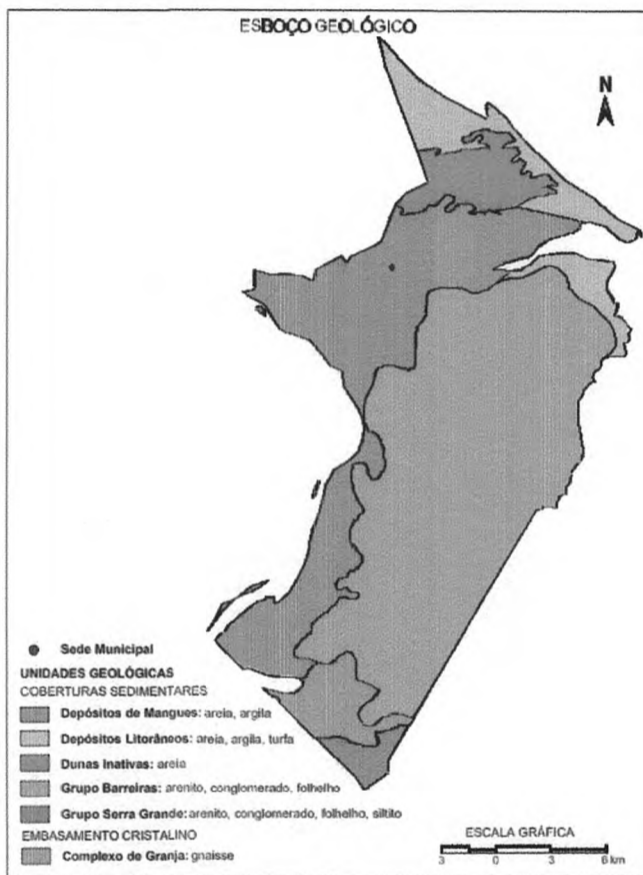 ESBOÇO GEOLÓGICO
N
Sede Municipal
UNIDADES GEOLÓGICAS
COBERTURAS SEDIMENTARES
Depósitos de Mangues: areia, argila
Depósitos Litorâneos: areia, argila, turfa
Dunas Inativas: areia
Grupo Barreiras: arenito, conglomerado, folhelho
Grupo Serra Grande: arenito, conglomerado, folhelho, siltito
EMBASAMENTO CRISTALINO
Complexo de Granja: gnaisse
ESCALA GRÁFICA
3 0 3 6 km